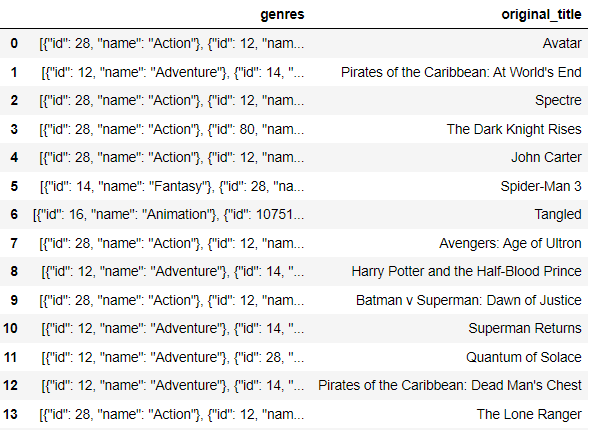 genres original_title
0 [{"id": 28, "name": "Action"}, {"id": 12, "nam... Avatar
1 [{"id": 12, "name": "Adventure"}, {"id": 14, "... Pirates of the Caribbean: At World's End
2 [{"id": 28, "name": "Action"}, {"id": 12, "nam... Spectre
3 [{"id": 28, "name": "Action"}, {"id": 80, "nam... The Dark Knight Rises
4 [{"id": 28, "name": "Action"}, {"id": 12, "nam... John Carter
5 [{"id": 14, "name": "Fantasy"}, {"id": 28, "na... Spider-Man 3
6 [{"id": 16, "name": "Animation"}, {"id": 10751... Tangled
7 [{"id": 28, "name": "Action"}, {"id": 12, "nam... Avengers: Age of Ultron
8 [{"id": 12, "name": "Adventure"}, {"id": 14, "... Harry Potter and the Half-Blood Prince
9 [{"id": 28, "name": "Action"}, {"id": 12, "nam... Batman v Superman: Dawn of Justice
10 [{"id": 12, "name": "Adventure"}, {"id": 14, "... Superman Returns
11 [{"id": 12, "name": "Adventure"}, {"id": 28, "... Quantum of Solace
12 [{"id": 12, "name": "Adventure"}, {"id": 14, "... Pirates of the Caribbean: Dead Man's Chest
13 [{"id": 28, "name": "Action"}, {"id": 12, "nam... The Lone Ranger